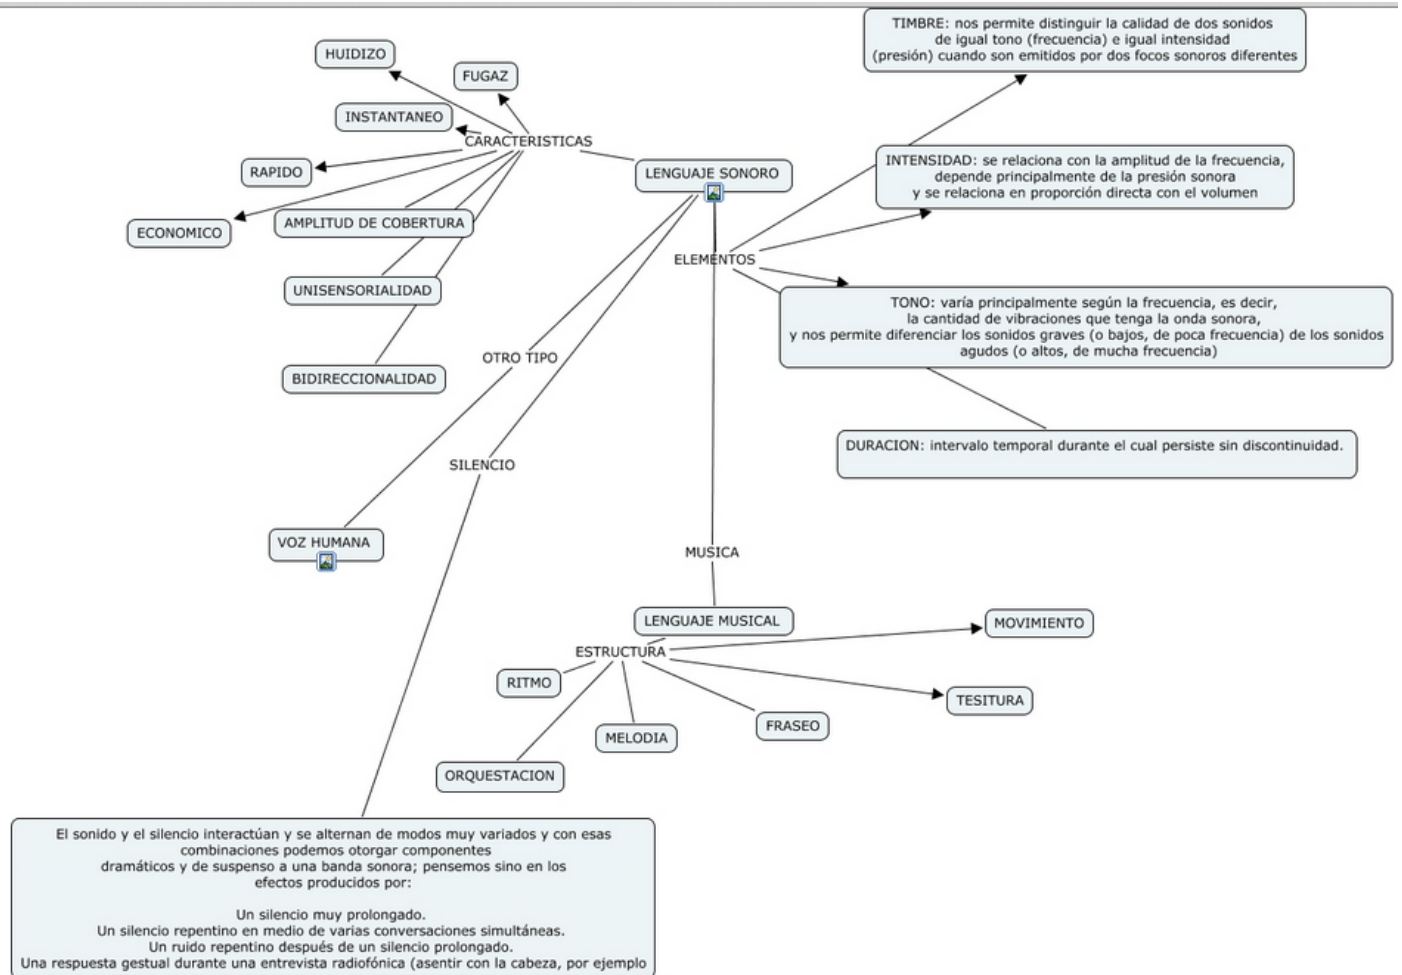 TIMBRE: nos permite distinguir la calidad de dos sonidos
de igual tono (frecuencia) e igual intensidad
(presión) cuando son emitidos por dos focos sonoros diferentes
HUIDIZO
FUGAZ
INSTANTANEO
CARACTERISTICAS
RAPIDO
LENGUAJE SONORO
INTENSIDAD: se relaciona con la amplitud de la frecuencia,
depende principalmente de la presión sonora
y se relaciona en proporción directa con el volumen
ECONOMICO
AMPLITUD DE COBERTURA
ELEMENTOS
UNISENSORIALIDAD
TONO: varía principalmente según la frecuencia, es decir,
la cantidad de vibraciones que tenga la onda sonora,
y nos permite diferenciar los sonidos graves (o bajos, de poca frecuencia) de los sonidos
agudos (o altos, de mucha frecuencia)
OTRO TIPO
BIDIRECCIONALIDAD
DURACION: intervalo temporal durante el cual persiste sin discontinuidad.
SILENCIO
VOZ HUMANA
MUSICA
LENGUAJE MUSICAL
MOVIMIENTO
ESTRUCTURA
RITMO
TESITURA
FRASEO
MELODIA
ORQUESTACION
El sonido y el silencio interactúan y se alternan de modos muy variados y con esas
combinaciones podemos otorgar componentes
dramáticos y de suspenso a una banda sonora; pensemos sino en los
efectos producidos por:
Un silencio muy prolongado.
Un silencio repentino en medio de varias conversaciones simultáneas.
Un ruido repentino después de un silencio prolongado.
Una respuesta gestual durante una entrevista radiofónica (asentir con la cabeza, por ejemplo